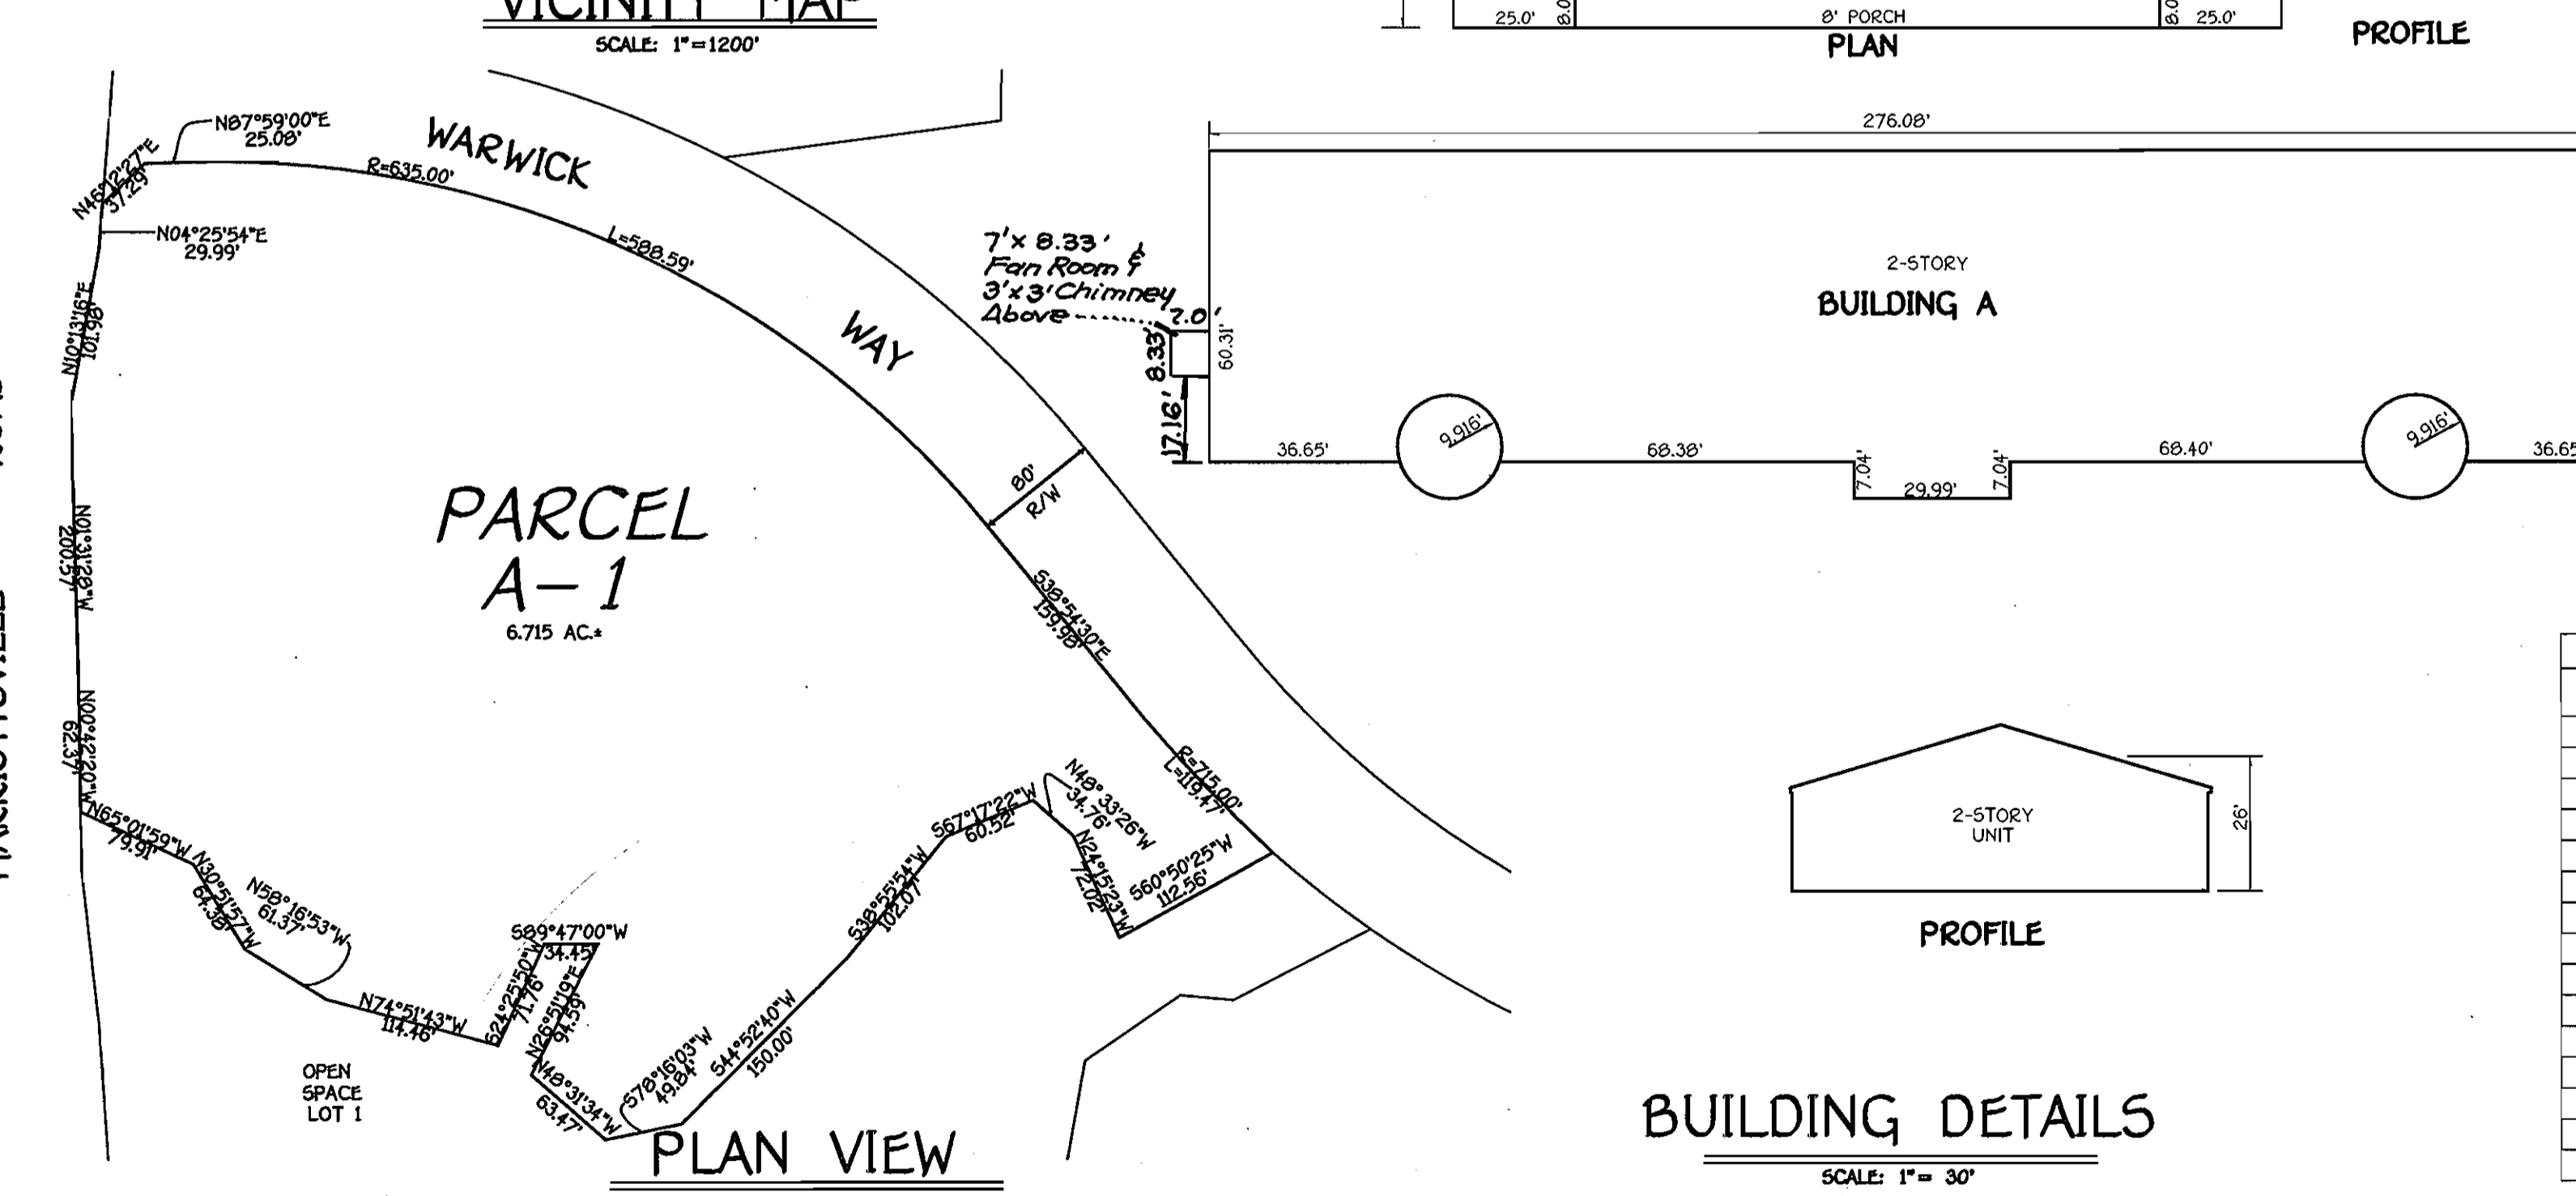 VICINITY MAP
SCALE: 1"=1200'
25.0'
8.0
8' PORCH
8.0
25.0'
PLAN
PROFILE
N87°59'00"E
25.08'
N46°12'27"E
37.29'
N04°25'54"E
29.99'
N10°13'16"E
101.98'
N01°31'28"W
200.57'
N00°42'20"W
62.37'
R=635.00'
L=588.59'
WARWICK
WAY
80'
R/W
PARCEL
A-1
6.715 AC.±
S38°54'30"E
159.98'
R=715.00'
L=119.47'
N65°01'59"W
79.91'
N30°21'57"W
64.38'
N58°16'53"W
61.37'
N74°51'43"W
114.46'
S24°25'50"W
71.76'
S89°47'00"W
34.45'
N26°51'19"E
94.59'
N48°31'34"W
63.47'
S78°16'03"W
49.84'
S44°52'40"W
150.00'
S38°55'54"W
102.07'
S67°17'22"W
60.52'
N48°33'26"W
34.76'
N24°15'23"W
72.02'
S60°50'25"W
112.56'
OPEN
SPACE
LOT 1
PLAN VIEW
276.08'
7'x 8.33' &
Fan Room &
3'x3' Chimney
Above
7.0'
8.33'
17.16'
60.31'
2-STORY
BUILDING A
36.65'
9.916'
68.38'
7.04'
29.99'
7.04'
68.40'
9.916'
36.65
2-STORY
UNIT
26'
PROFILE
BUILDING DETAILS
SCALE: 1"= 30'